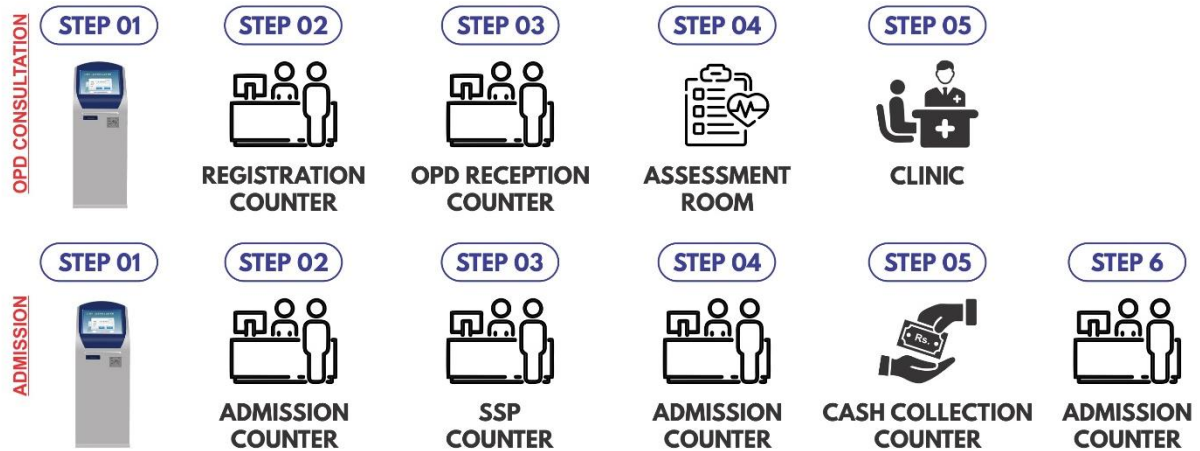 OPD CONSULTATION
STEP 01
STEP 02
STEP 03
STEP 04
STEP 05
REGISTRATION
COUNTER
OPD RECEPTION
COUNTER
ASSESSMENT
ROOM
CLINIC
ADMISSION
STEP 01
STEP 02
STEP 03
STEP 04
STEP 05
STEP 6
Rs.
ADMISSION
COUNTER
SSP
COUNTER
ADMISSION
COUNTER
CASH COLLECTION
COUNTER
ADMISSION
COUNTER